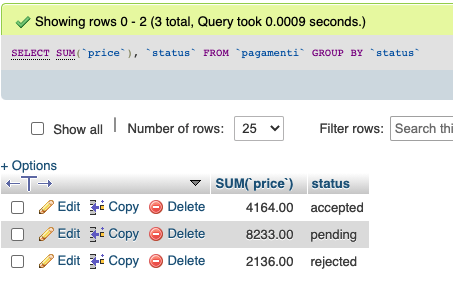 Showing rows 0 - 2 (3 total, Query took 0.0009 seconds.)
SELECT SUM(`price`), `status` FROM `pagamenti` GROUP BY `status`
Show all | Number of rows: 25 Filter rows: Search thi
+ Options
←T→ SUM(`price`) status
Edit Copy Delete 4164.00 accepted
Edit Copy Delete 8233.00 pending
Edit Copy Delete 2136.00 rejected